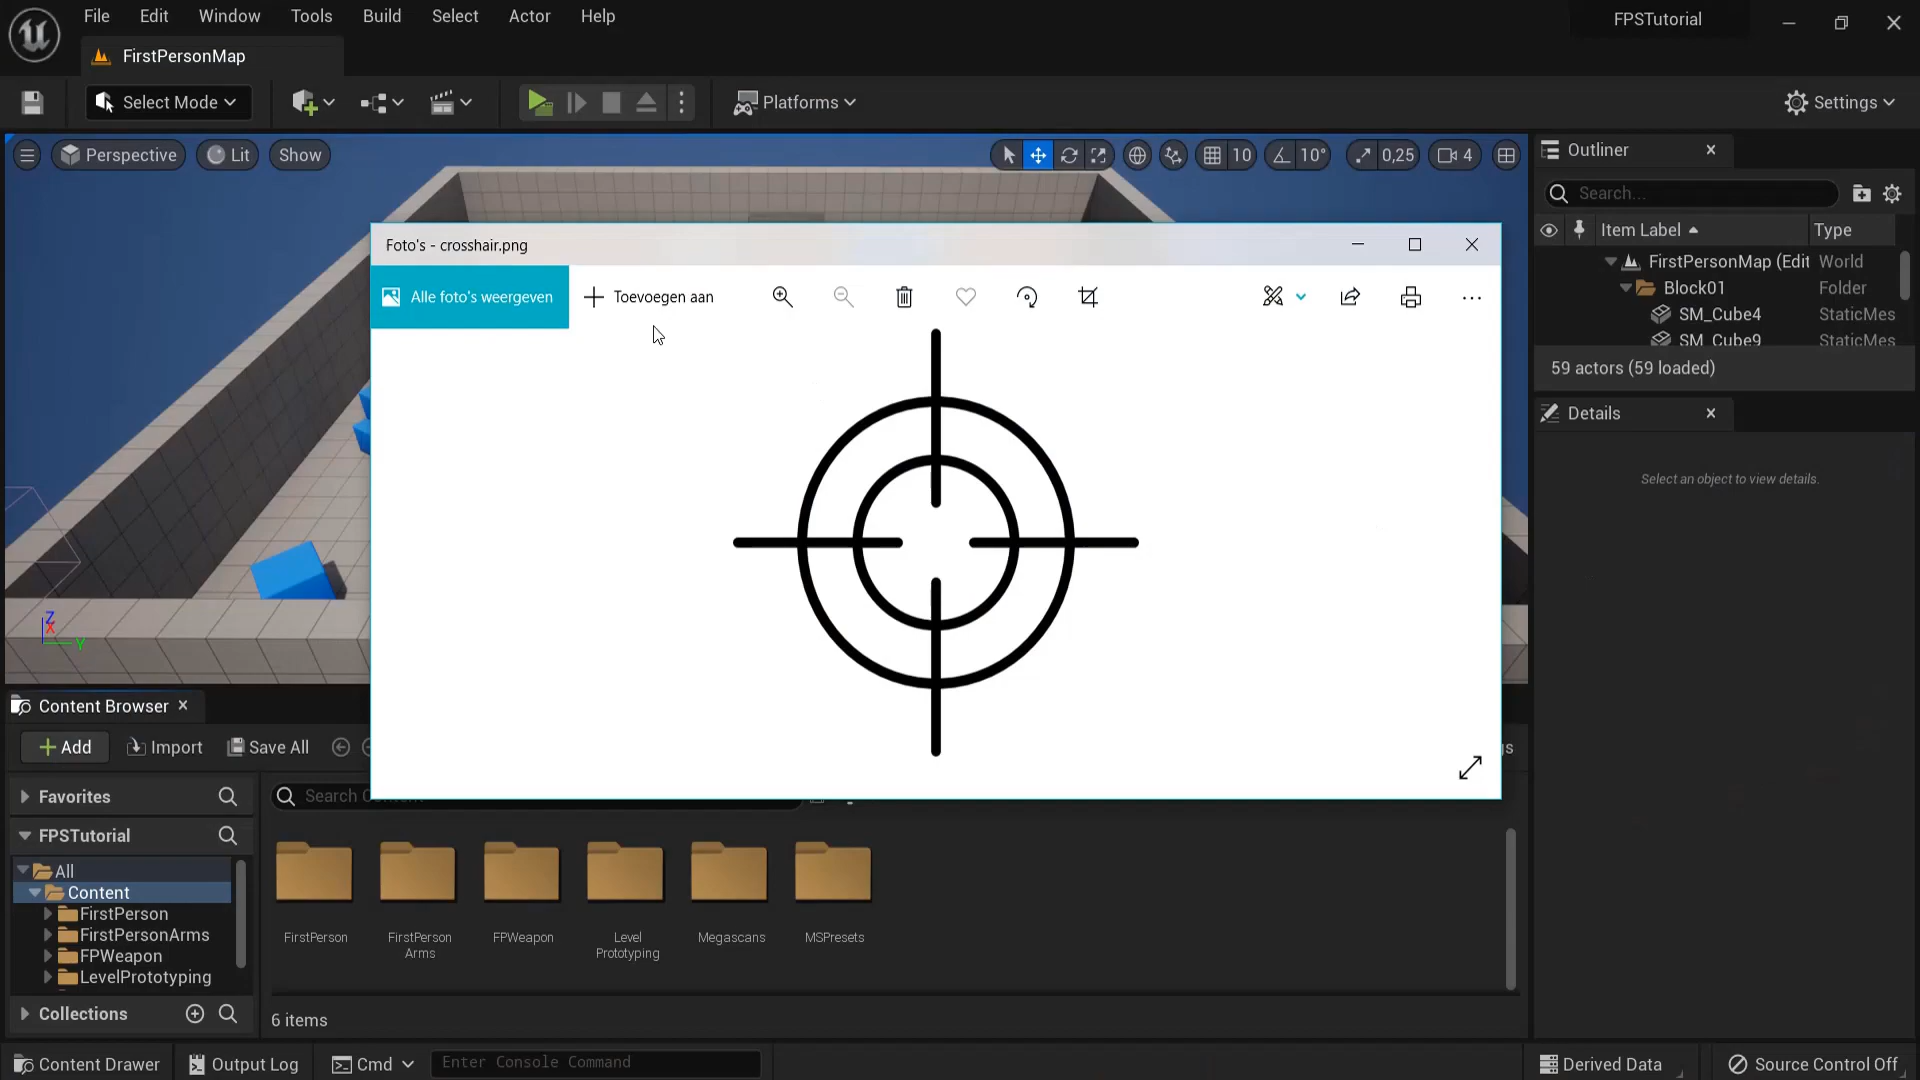 File Edit Window Tools Build Select Actor Help
FPSTutorial
FirstPersonMap
Select Mode
Platforms
Settings
Perspective
Lit
Show
10
10°
0,25
4
Outliner
Search...
Item Label
Type
FirstPersonMap (Edit
World
Block01
Folder
SM_Cube4
StaticMes
SM_Cube9
StaticMes
59 actors (59 loaded)
Details
Select an object to view details.
Foto's - crosshair.png
Alle foto's weergeven
Toevoegen aan
Z
X
Y
Content Browser
Add
Import
Save All
Favorites
FPSTutorial
All
Content
FirstPerson
FirstPersonArms
FPWeapon
LevelPrototyping
Collections
FirstPerson
FirstPerson
Arms
FPWeapon
Level
Prototyping
Megascans
MSPresets
6 items
Content Drawer
Output Log
Cmd
Enter Console Command
Derived Data
Source Control Off